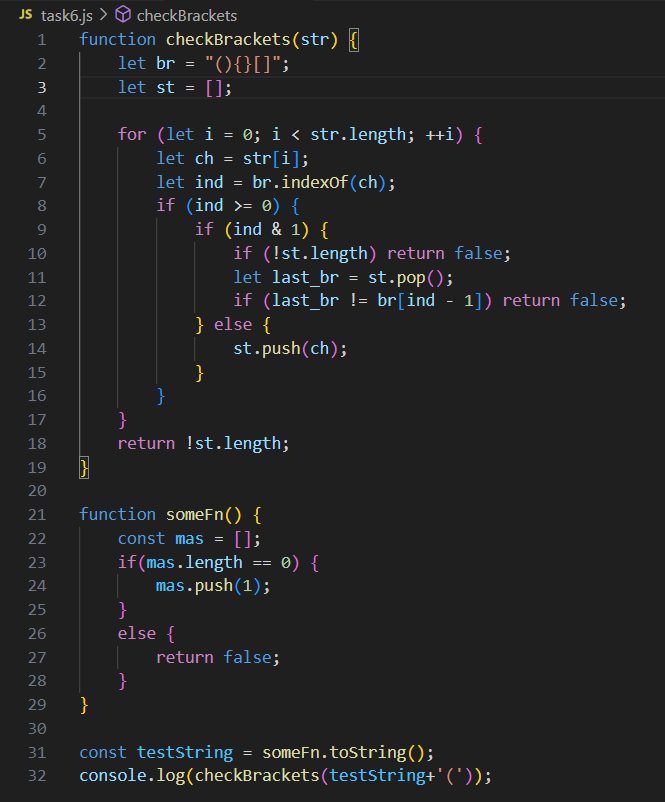 JS task6.js > checkBrackets
1 function checkBrackets(str) {
2     let br = "(){}[]";
3     let st = [];
4
5     for (let i = 0; i < str.length; ++i) {
6         let ch = str[i];
7         let ind = br.indexOf(ch);
8         if (ind >= 0) {
9             if (ind & 1) {
10                 if (!st.length) return false;
11                 let last_br = st.pop();
12                 if (last_br != br[ind - 1]) return false;
13             } else {
14                 st.push(ch);
15             }
16         }
17     }
18     return !st.length;
19 }
20
21 function someFn() {
22     const mas = [];
23     if(mas.length == 0) {
24         mas.push(1);
25     }
26     else {
27         return false;
28     }
29 }
30
31 const testString = someFn.toString();
32 console.log(checkBrackets(testString+'('));